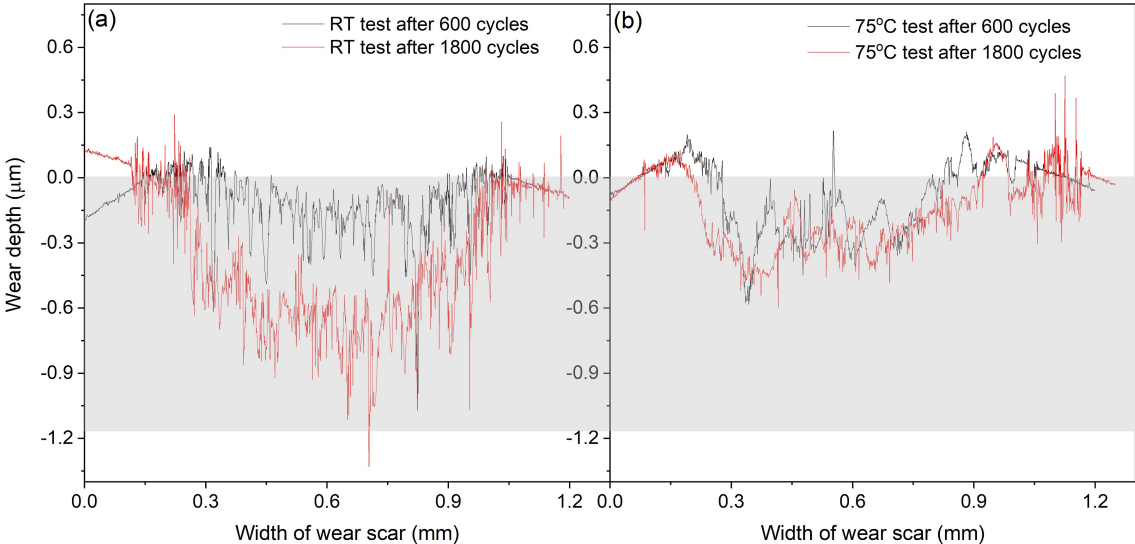 (a)
RT test after 600 cycles
RT test after 1800 cycles
(b)
75°C test after 600 cycles
75°C test after 1800 cycles
0.6
0.3
0.0
-0.3
-0.6
-0.9
-1.2
0.6
0.3
0.0
-0.3
-0.6
-0.9
-1.2
Wear depth (μm)
0.0 0.3 0.6 0.9 1.2
0.0 0.3 0.6 0.9 1.2
Width of wear scar (mm)
Width of wear scar (mm)